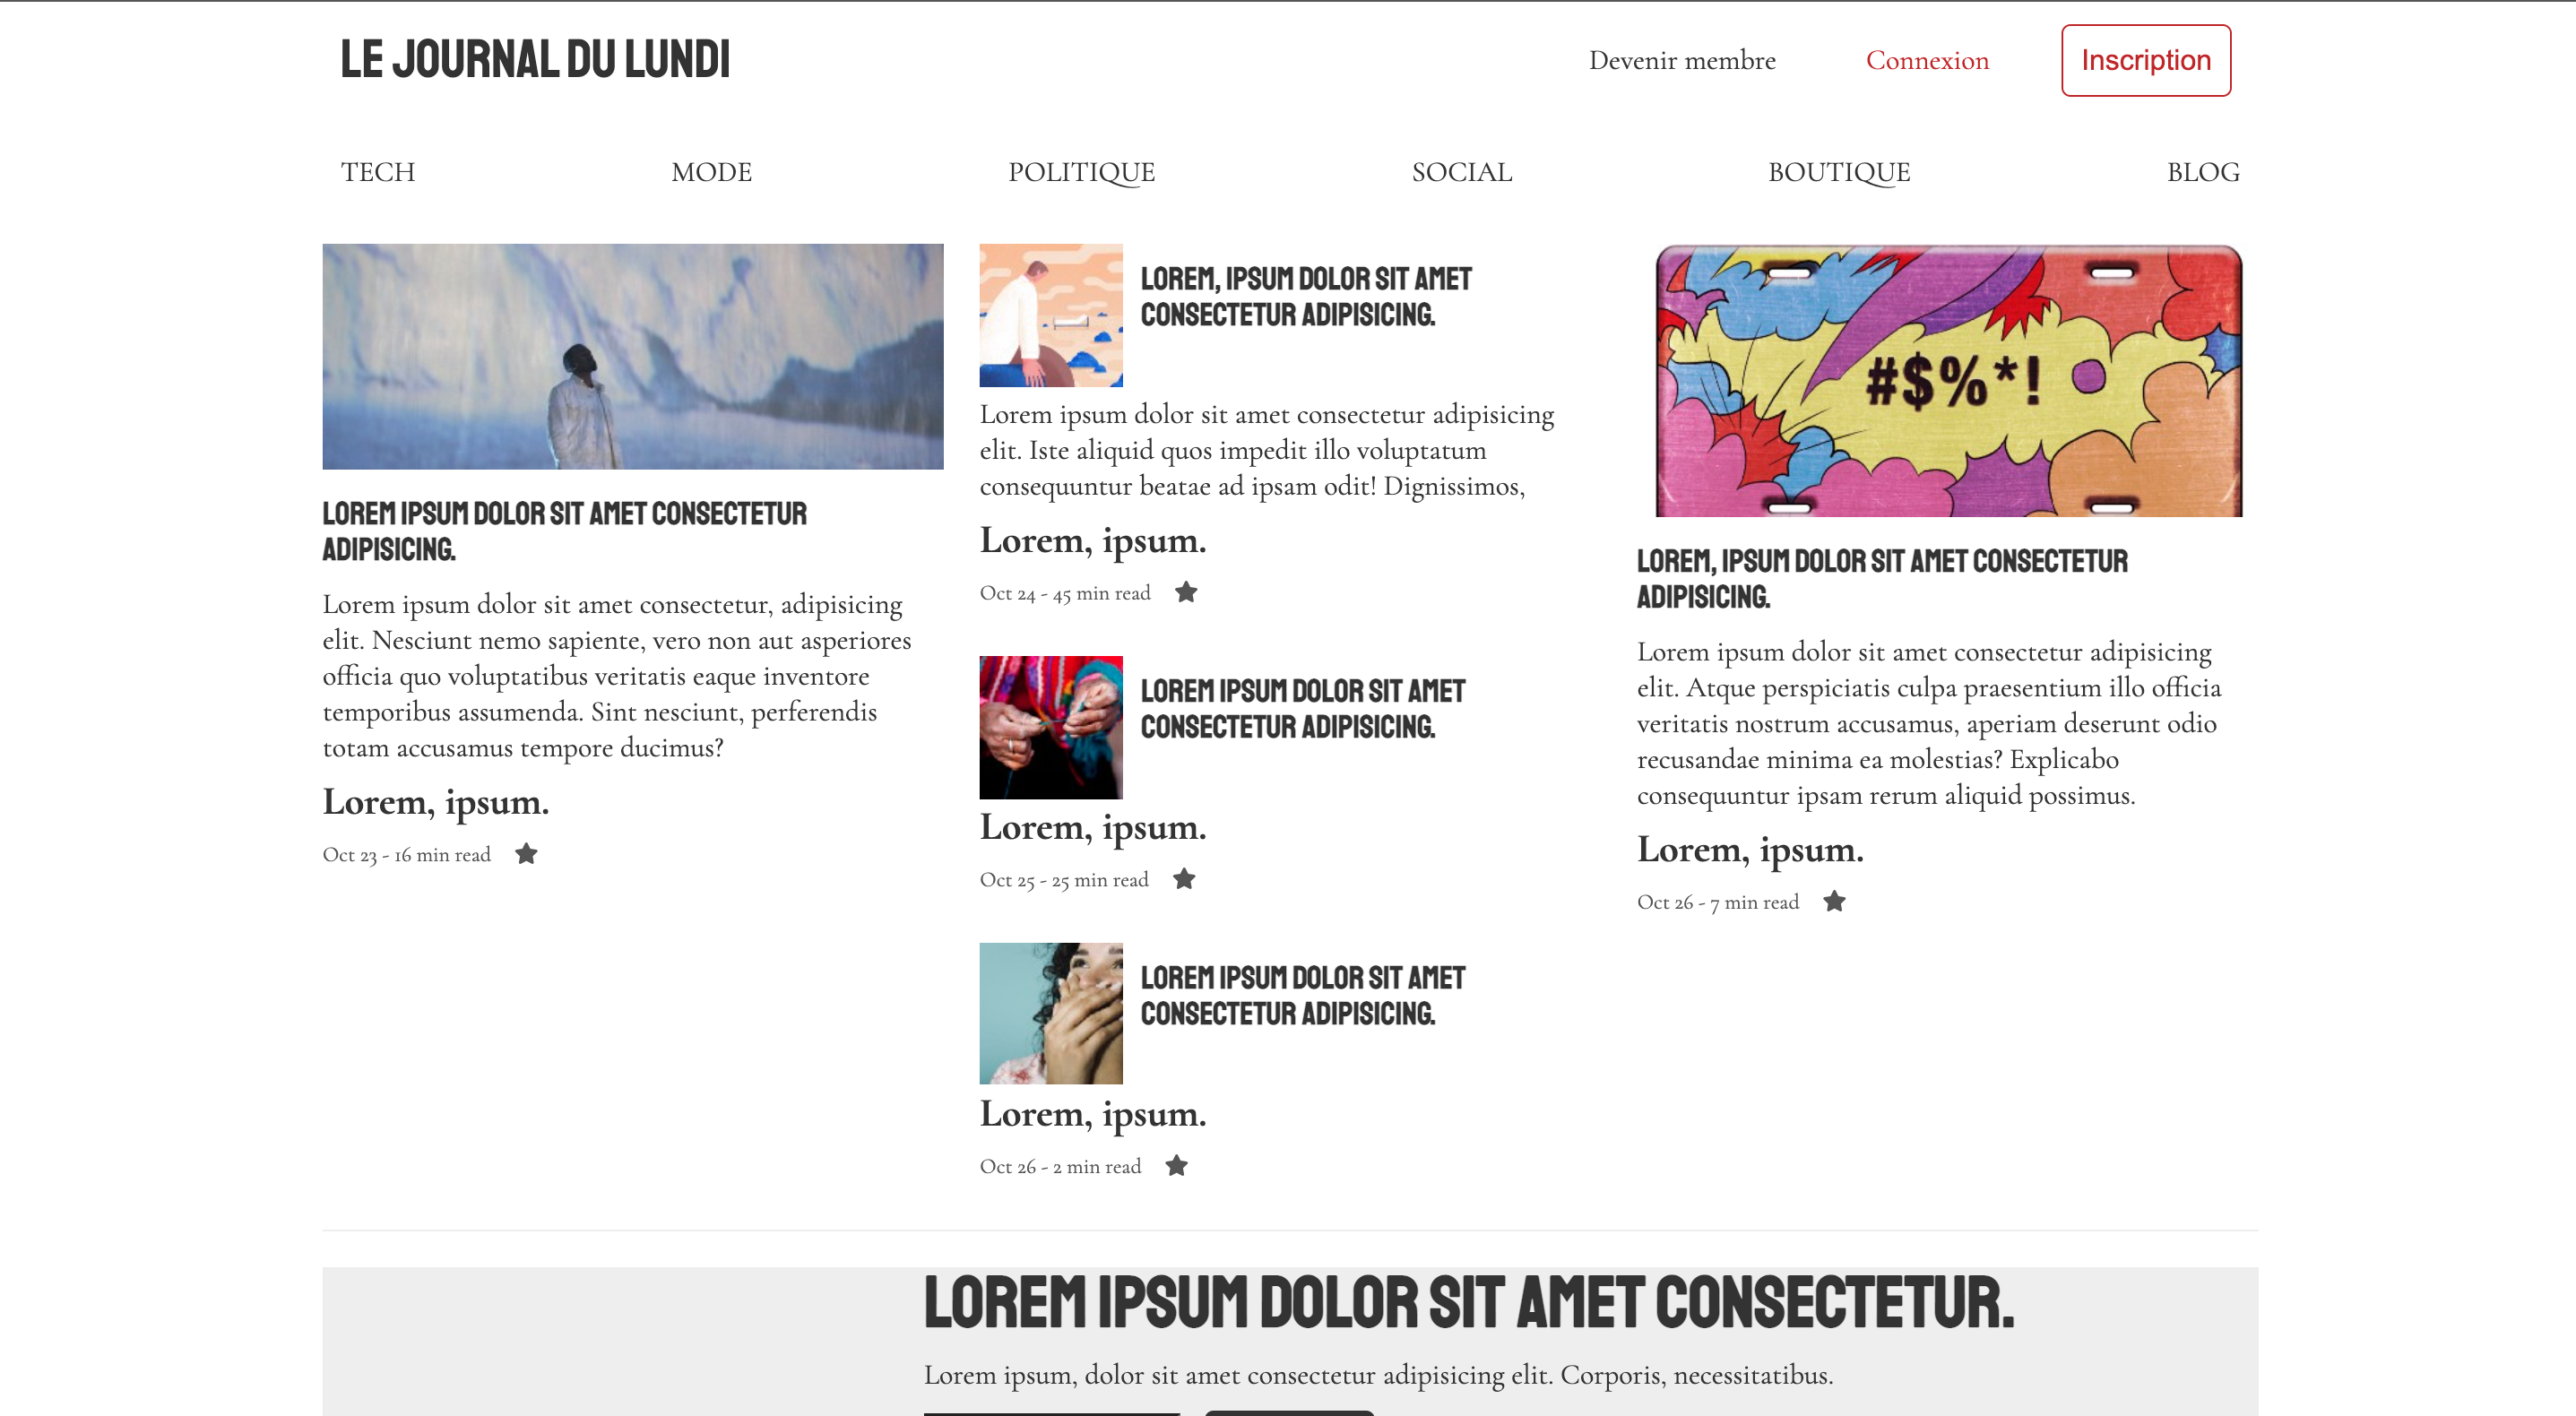 LE JOURNAL DU LUNDI
Devenir membre
Connexion
Inscription
TECH
MODE
POLITIQUE
SOCIAL
BOUTIQUE
BLOG
LOREM IPSUM DOLOR SIT AMET CONSECTETUR
ADIPISICING.
Lorem ipsum dolor sit amet consectetur, adipisicing
elit. Nesciunt nemo sapiente, vero non aut asperiores
officia quo voluptatibus veritatis eaque inventore
temporibus assumenda. Sint nesciunt, perferendis
totam accusamus tempore ducimus?
Lorem, ipsum.
Oct 23 - 16 min read
LOREM, IPSUM DOLOR SIT AMET
CONSECTETUR ADIPISICING.
Lorem ipsum dolor sit amet consectetur adipisicing
elit. Iste aliquid quos impedit illo voluptatum
consequuntur beatae ad ipsam odit! Dignissimos,
Lorem, ipsum.
Oct 24 - 45 min read
LOREM IPSUM DOLOR SIT AMET
CONSECTETUR ADIPISICING.
Lorem, ipsum.
Oct 25 - 25 min read
LOREM IPSUM DOLOR SIT AMET
CONSECTETUR ADIPISICING.
Lorem, ipsum.
Oct 26 - 2 min read
#$%*!
LOREM, IPSUM DOLOR SIT AMET CONSECTETUR
ADIPISICING.
Lorem ipsum dolor sit amet consectetur adipisicing
elit. Atque perspiciatis culpa praesentium illo officia
veritatis nostrum accusamus, aperiam deserunt odio
recusandae minima ea molestias? Explicabo
consequuntur ipsam rerum aliquid possimus.
Lorem, ipsum.
Oct 26 - 7 min read
LOREM IPSUM DOLOR SIT AMET CONSECTETUR.
Lorem ipsum, dolor sit amet consectetur adipisicing elit. Corporis, necessitatibus.